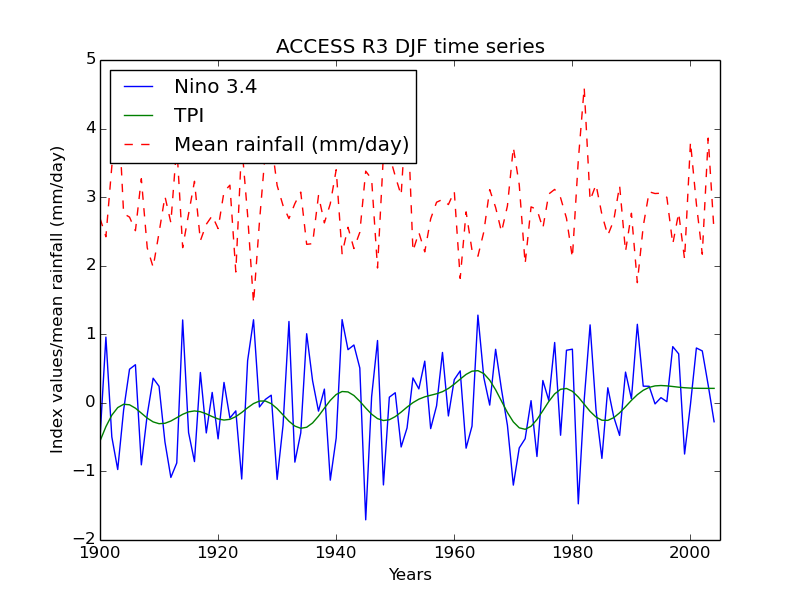 ACCESS R3 DJF time series
Nino 3.4
TPI
Mean rainfall (mm/day)
Index values/mean rainfall (mm/day)
5
4
3
2
1
0
−1
−2
1900 1920 1940 1960 1980 2000
Years